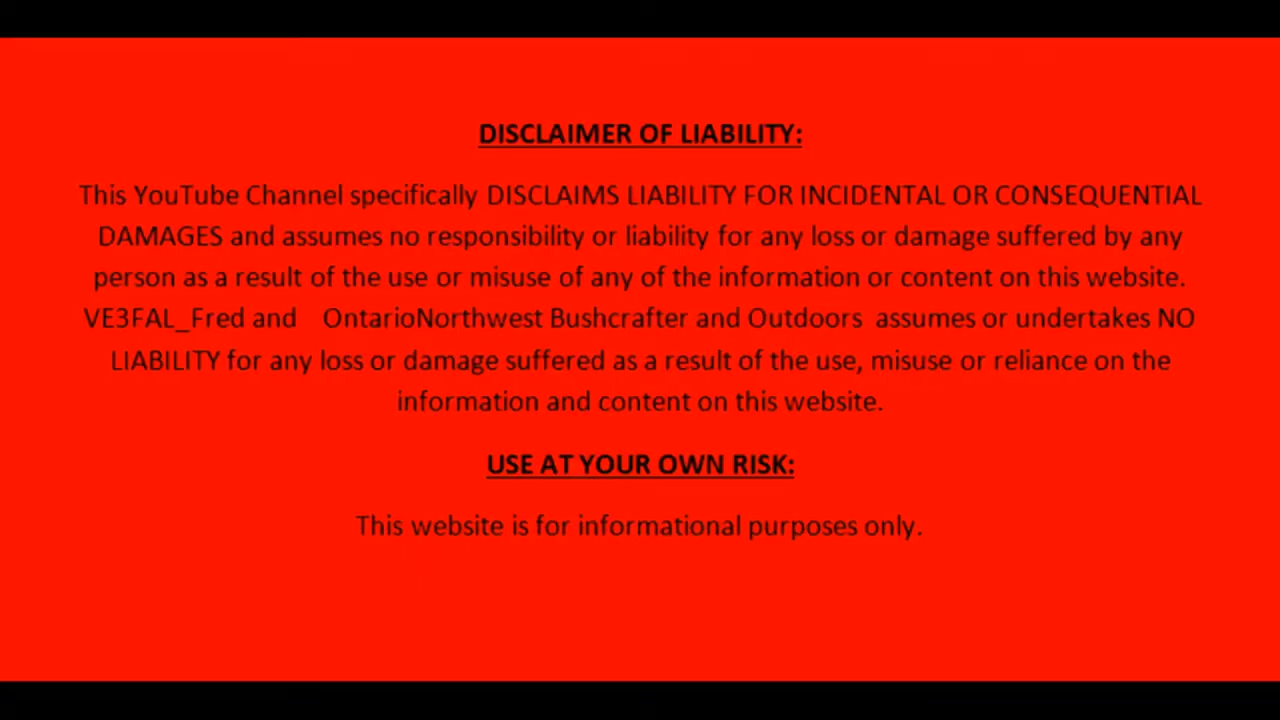 DISCLAIMER OF LIABILITY:
This YouTube Channel specifically DISCLAIMS LIABILITY FOR INCIDENTAL OR CONSEQUENTIAL
DAMAGES and assumes no responsibility or liability for any loss or damage suffered by any
person as a result of the use or misuse of any of the information or content on this website.
VE3FAL_Fred and OntarioNorthwest Bushcrafter and Outdoors assumes or undertakes NO
LIABILITY for any loss or damage suffered as a result of the use, misuse or reliance on the
information and content on this website.
USE AT YOUR OWN RISK:
This website is for informational purposes only.